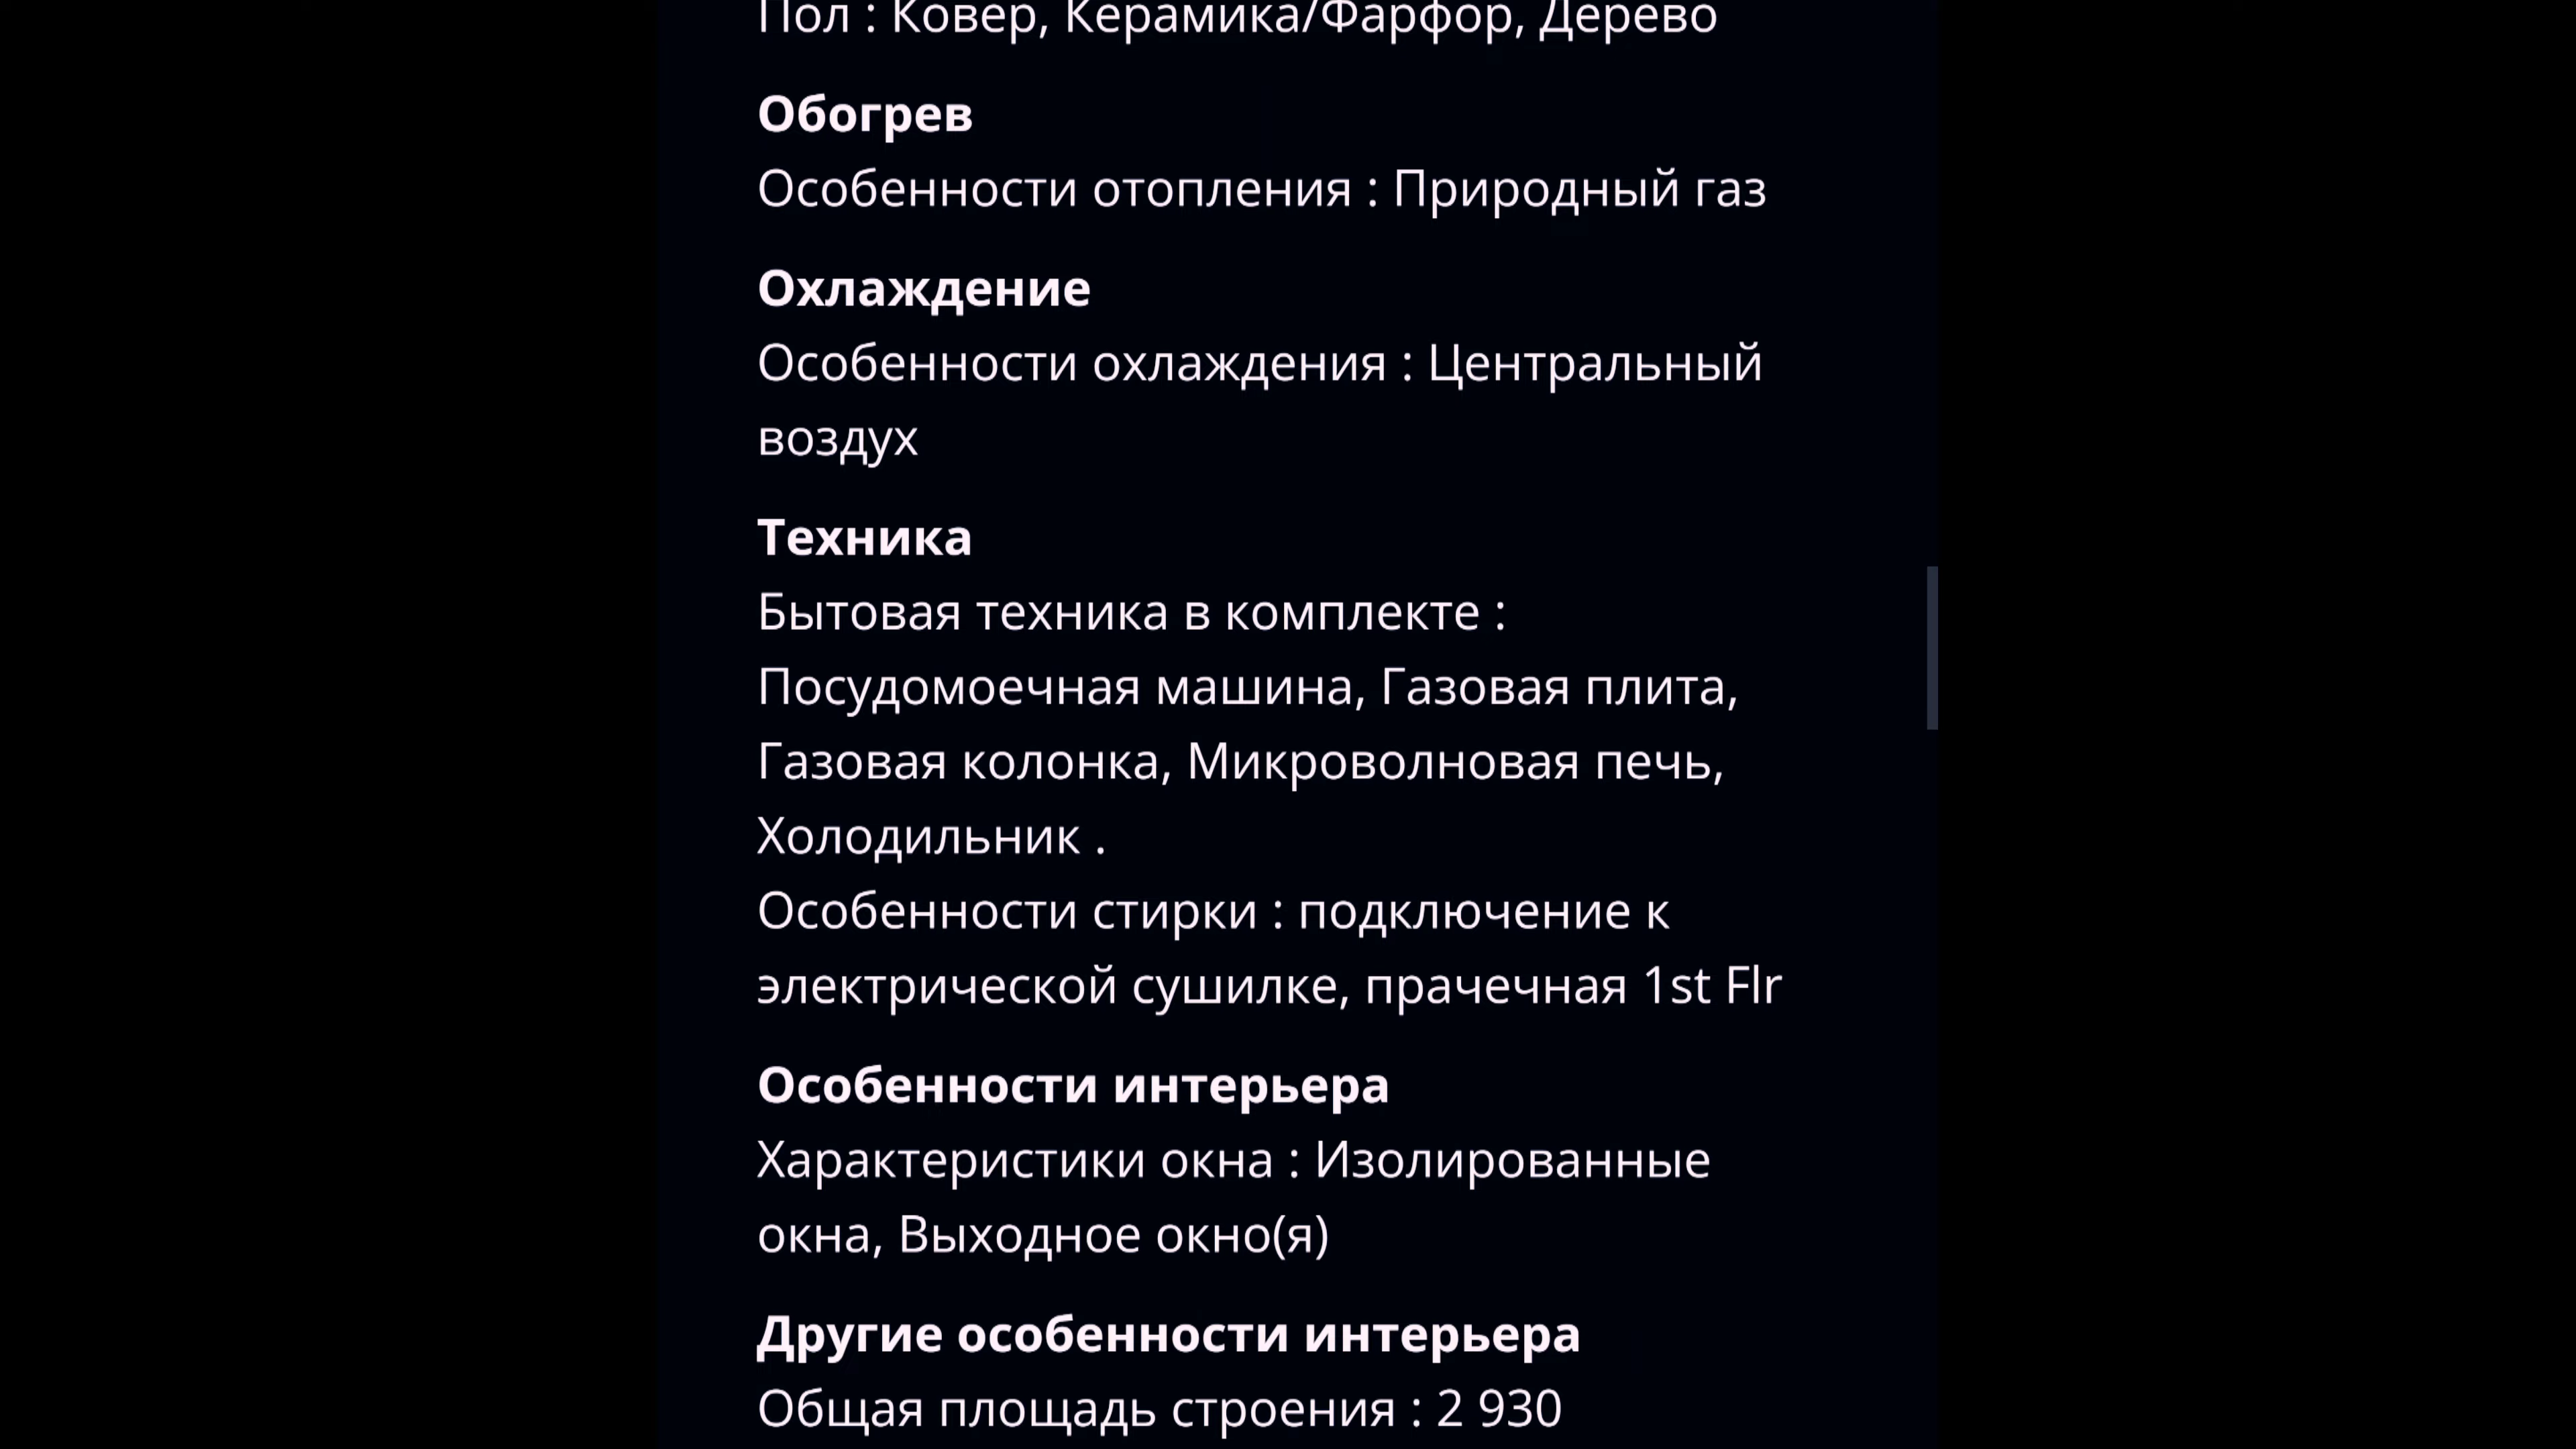 Пол : Ковер, Керамика/Фарфор, Дерево
Обогрев
Особенности отопления : Природный газ
Охлаждение
Особенности охлаждения : Центральный
воздух
Техника
Бытовая техника в комплекте :
Посудомоечная машина, Газовая плита,
Газовая колонка, Микроволновая печь,
Холодильник .
Особенности стирки : подключение к
электрической сушилке, прачечная 1st Flr
Особенности интерьера
Характеристики окна : Изолированные
окна, Выходное окно(я)
Другие особенности интерьера
Общая площадь строения : 2 930